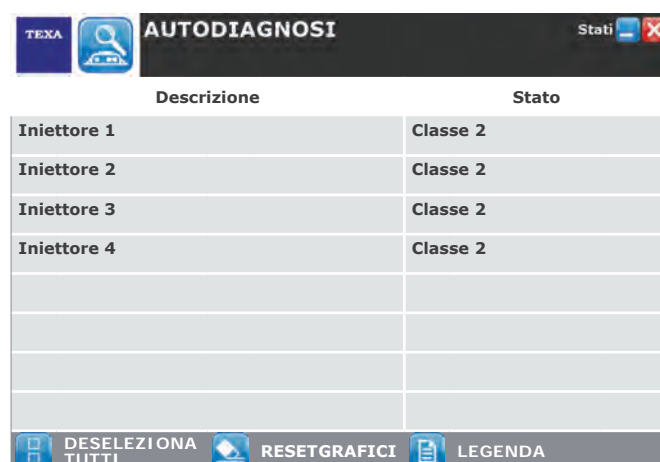 TEXA
AUTODIAGNOSI
Stati
Descrizione Stato
Iniettore 1 Classe 2
Iniettore 2 Classe 2
Iniettore 3 Classe 2
Iniettore 4 Classe 2
DESELEZIONA
TUTTI
RESETGRAFICI
LEGENDA